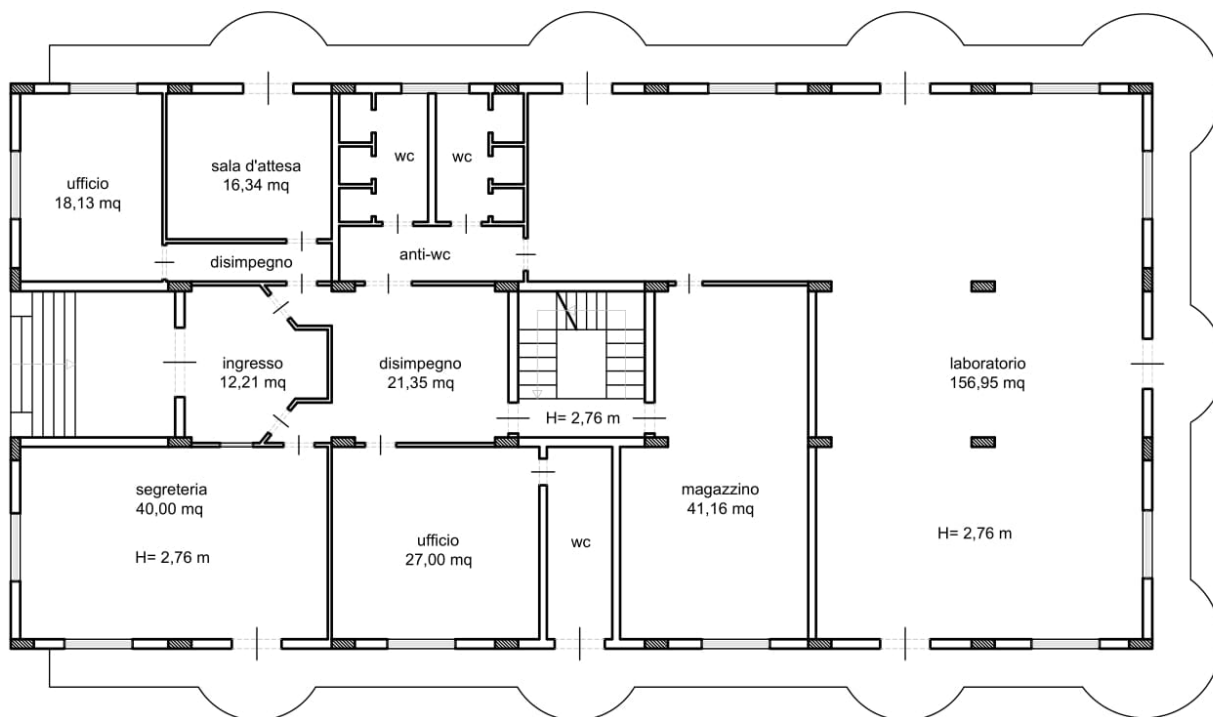 sala d'attesa
16,34 mq
wc
wc
ufficio
18,13 mq
disimpegno
anti-wc
ingresso
12,21 mq
disimpegno
21,35 mq
laboratorio
156,95 mq
H= 2,76 m
segreteria
40,00 mq
H= 2,76 m
ufficio
27,00 mq
wc
magazzino
41,16 mq
H= 2,76 m